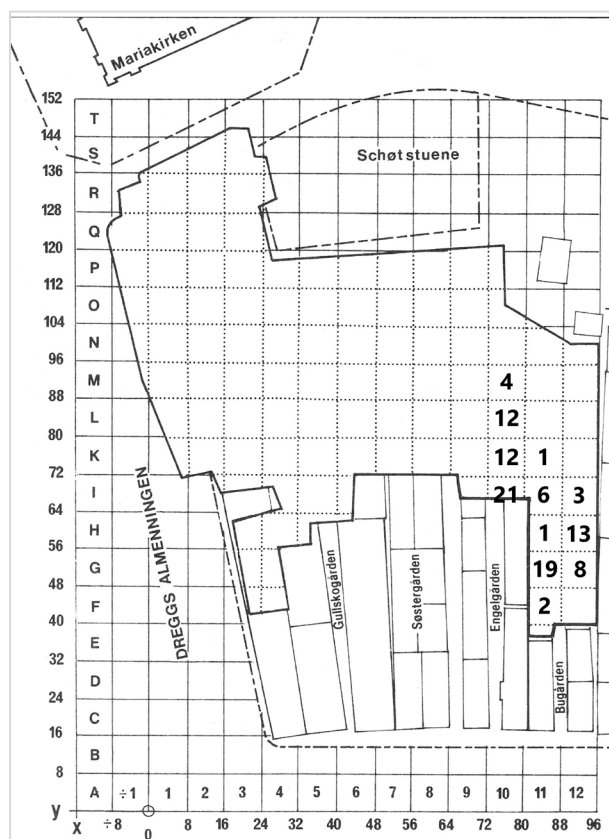 Mariakirken
152
T
144
S
Schøtstuene
136
R
128
Q
120
P
112
O
104
N
96
M 4
88
L 12
80
K 12 1
72
I 21 6 3
64
H 1 13
56
G 19 8
48
F 2
40
E
32
D
24
C
16
B
8
DREGGS ALMENNINGEN
Gullskogården
Søstergården
Engelgården
Bugården
A ÷1 1 2 3 4 5 6 7 8 9 10 11 12
y
X ÷8 0 8 16 24 32 40 48 56 64 72 80 88 96